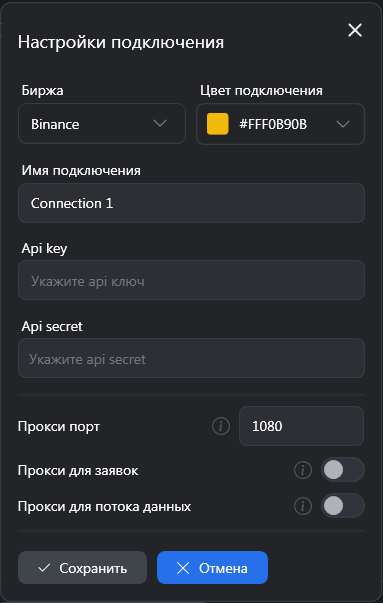 Настройки подключения
Биржа
Цвет подключения
Binance
#FFF0B90B
Имя подключения
Connection 1
Api key
Укажите api ключ
Api secret
Укажите api secret
Прокси порт
1080
Прокси для заявок
Прокси для потока данных
Сохранить
Отмена